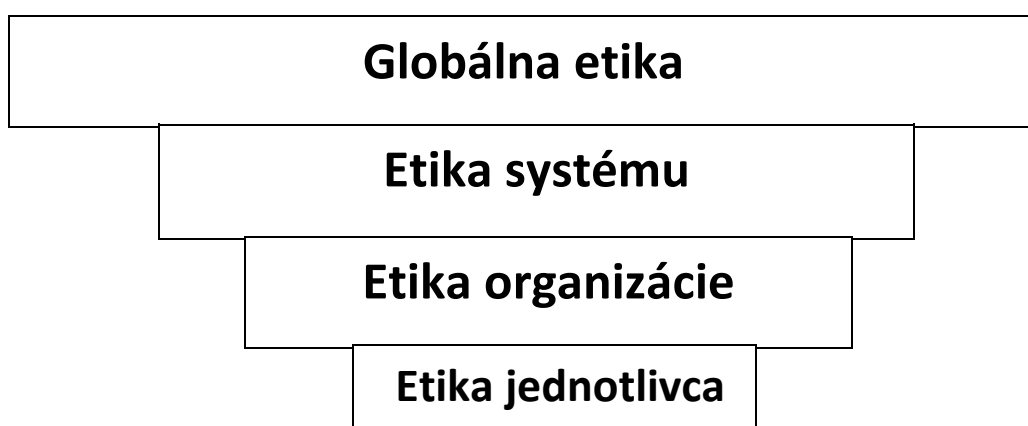 Globálna etika
Etika systému
Etika organizácie
Etika jednotlivca